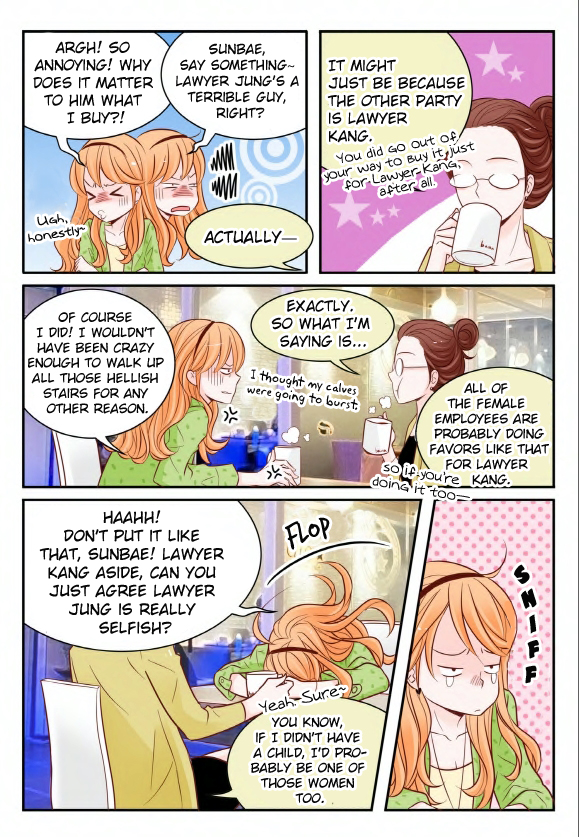 ARGH! SO
ANNOYING! WHY
DOES IT MATTER
TO HIM WHAT
I BUY?!
SUNBAE,
SAY SOMETHING~
LAWYER JUNG'S A
TERRIBLE GUY,
RIGHT?
Ugh,
honestly~
ACTUALLY—
IT MIGHT
JUST BE BECAUSE
THE OTHER PARTY
IS LAWYER
KANG.
You did go out of
your way to buy it just
for Lawyer Kang,
after all.
OF COURSE
I DID! I WOULDN'T
HAVE BEEN CRAZY
ENOUGH TO WALK UP
ALL THOSE HELLISH
STAIRS FOR ANY
OTHER REASON.
I thought my calves
were going to burst.
EXACTLY.
SO WHAT I'M
SAYING IS...
ALL OF
THE FEMALE
EMPLOYEES ARE
PROBABLY DOING
FAVORS LIKE THAT
FOR LAWYER
KANG.
so if you're
doing it too—
HAAHH!
DON'T PUT IT LIKE
THAT, SUNBAE! LAWYER
KANG ASIDE, CAN YOU
JUST AGREE LAWYER
JUNG IS REALLY
SELFISH?
FLOP
Yeah. Sure~
YOU KNOW,
IF I DIDN'T HAVE
A CHILD, I'D PRO-
BABLY BE ONE OF
THOSE WOMEN
TOO.
SNIFF